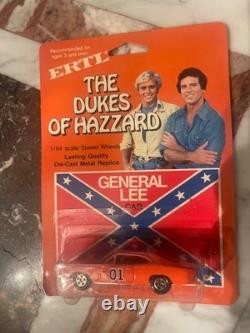 Recommended for
ages 3 and over.
ERTL
THE
DUKES
OF HAZZARD
1/64 scale Speed Wheels
Lasting Quality
Die-Cast Metal Replica
GENERAL
LEE
CAR
01